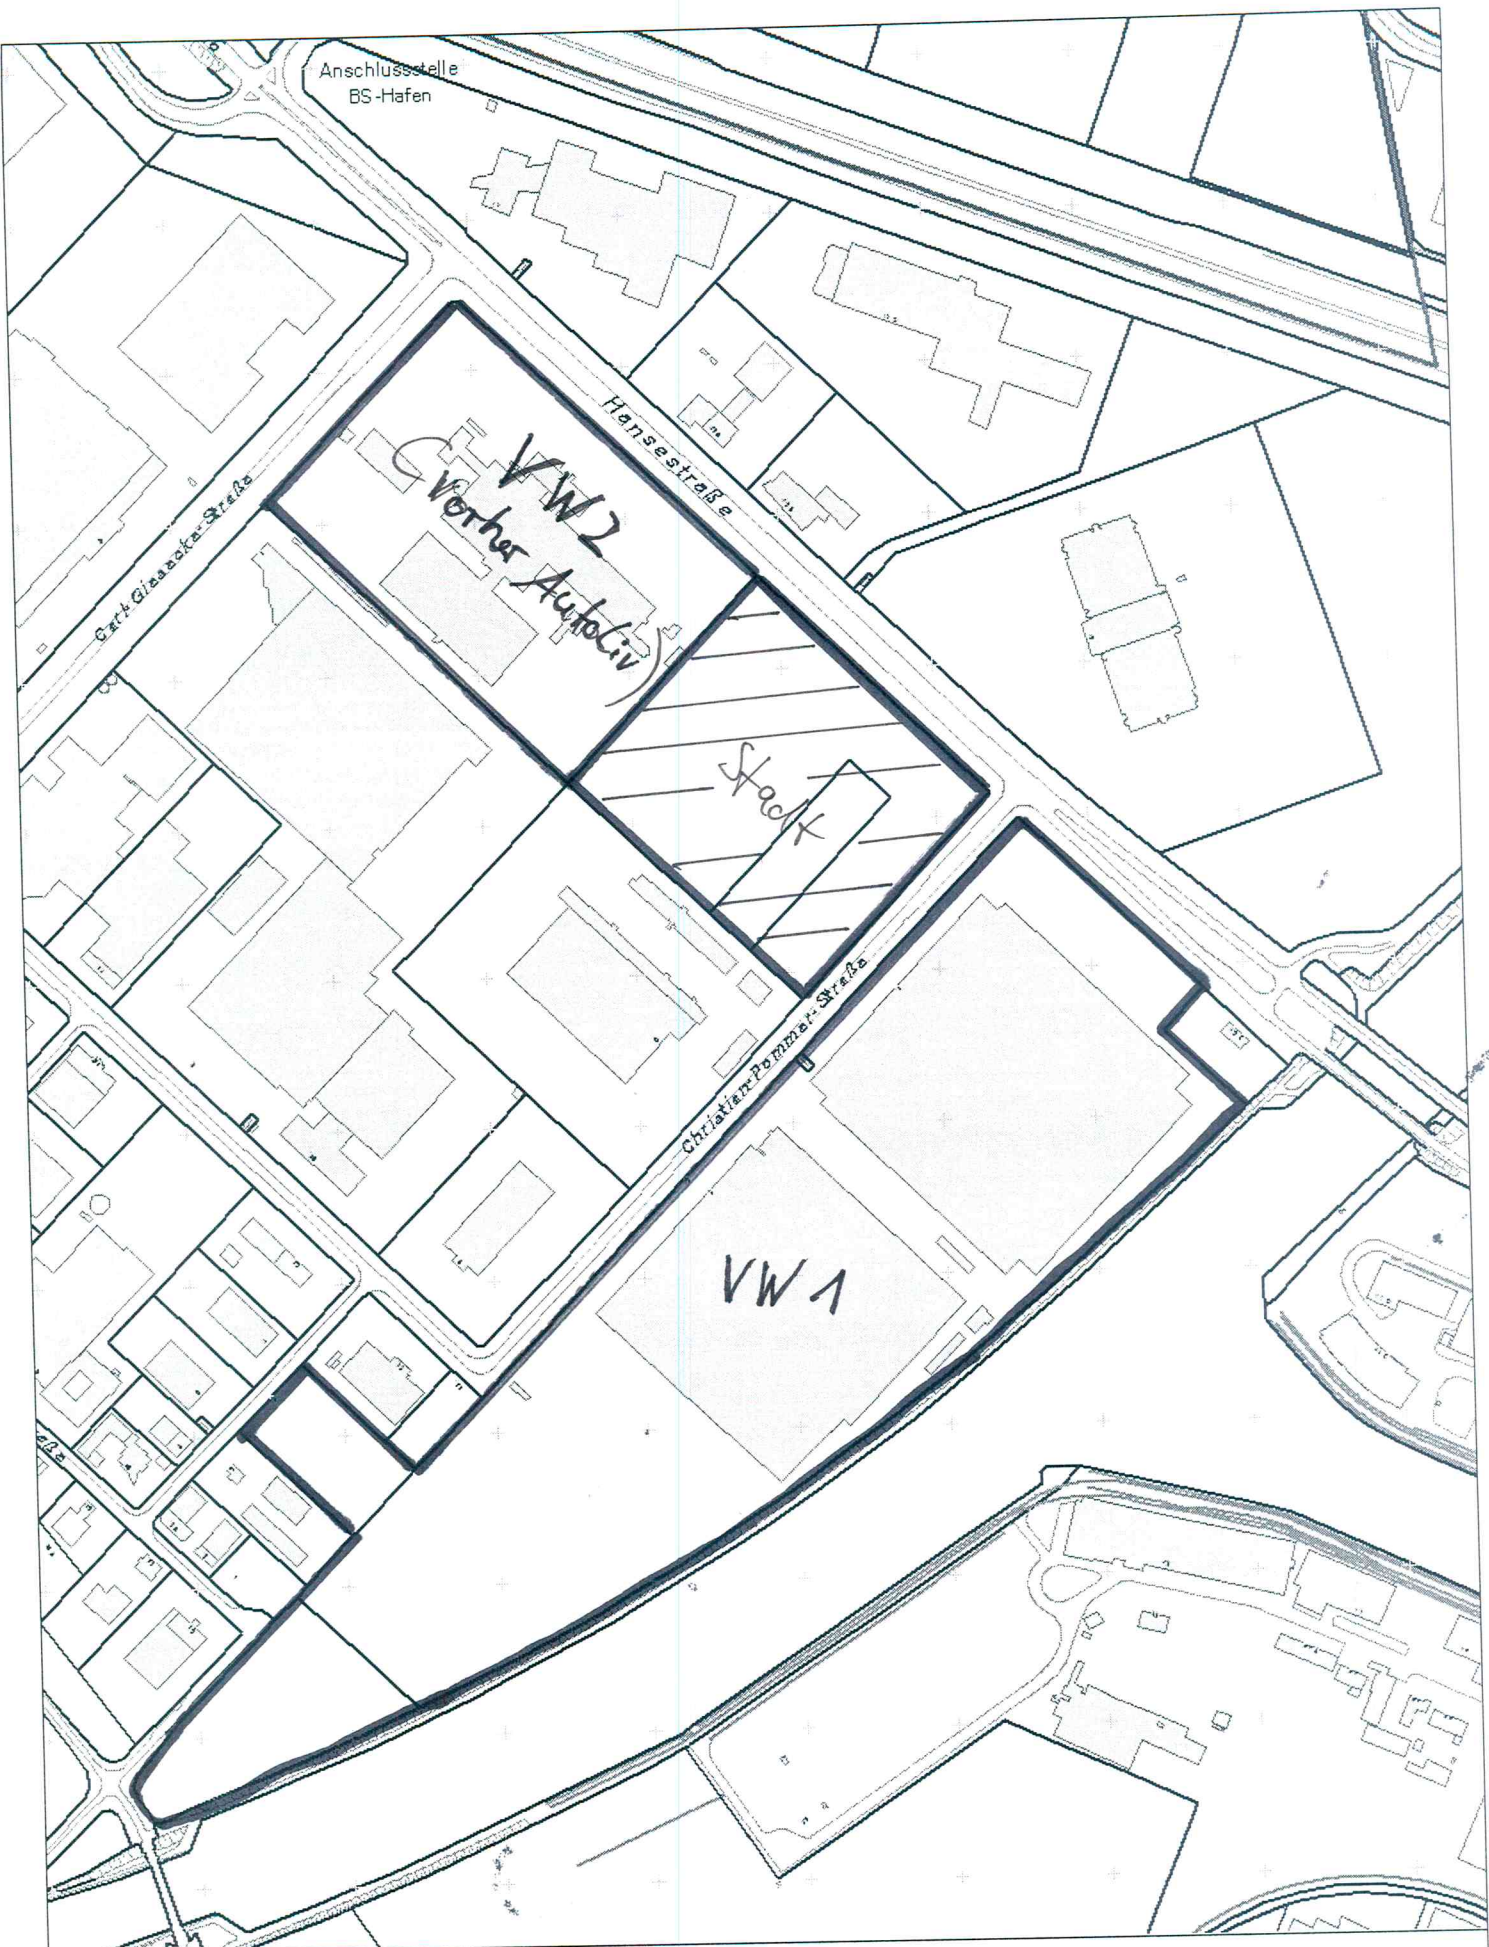 Anschlussstelle
BS-Hafen
Hansestraße
VW2
(vorher Autoliv)
Carl-Giesecke-Straße
Stadt
Christian-Pommer-Straße
VW1